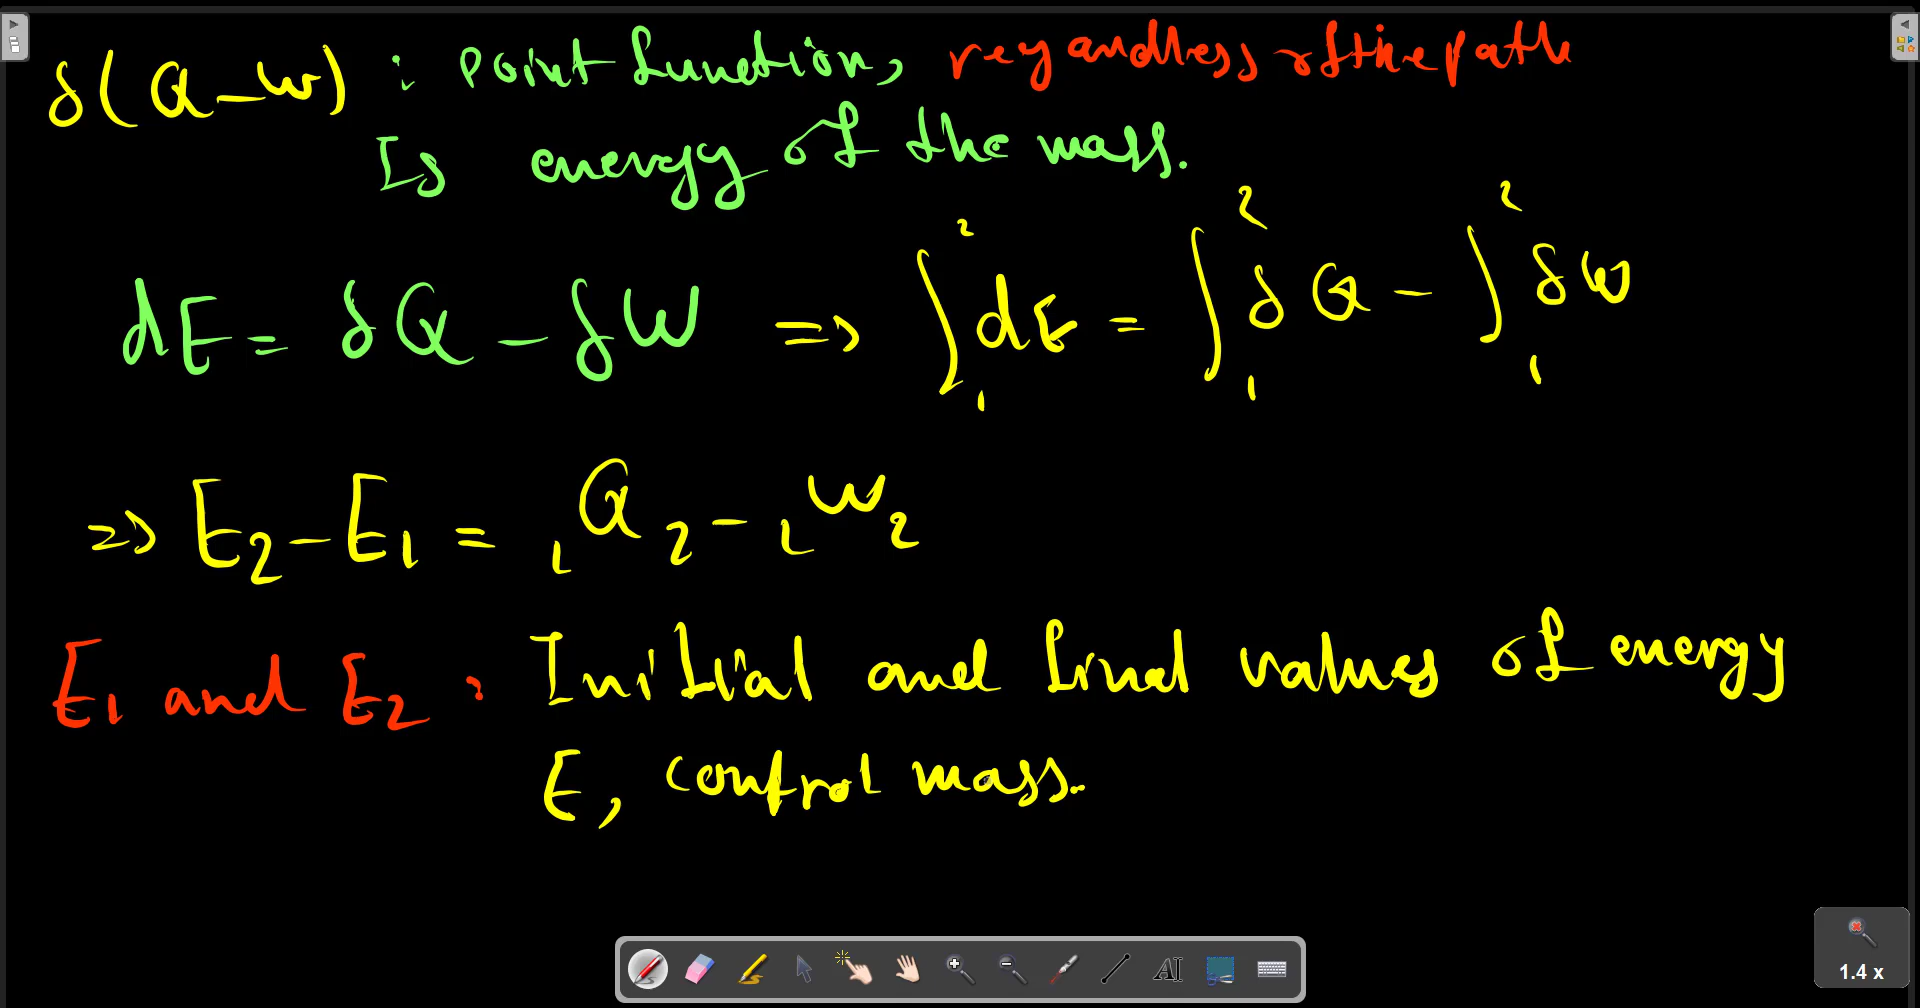 δ(Q-W) : point function, regardless of the path
Is energy of the mass.
dE = δQ - δW => ∫₁² dE = ∫₁² δQ - ∫₁² δW
=> E₂ - E₁ = ₁Q₂ - ₁W₂
E₁ and E₂ : Initial and final values of energy
E, control mass.
1.4 x